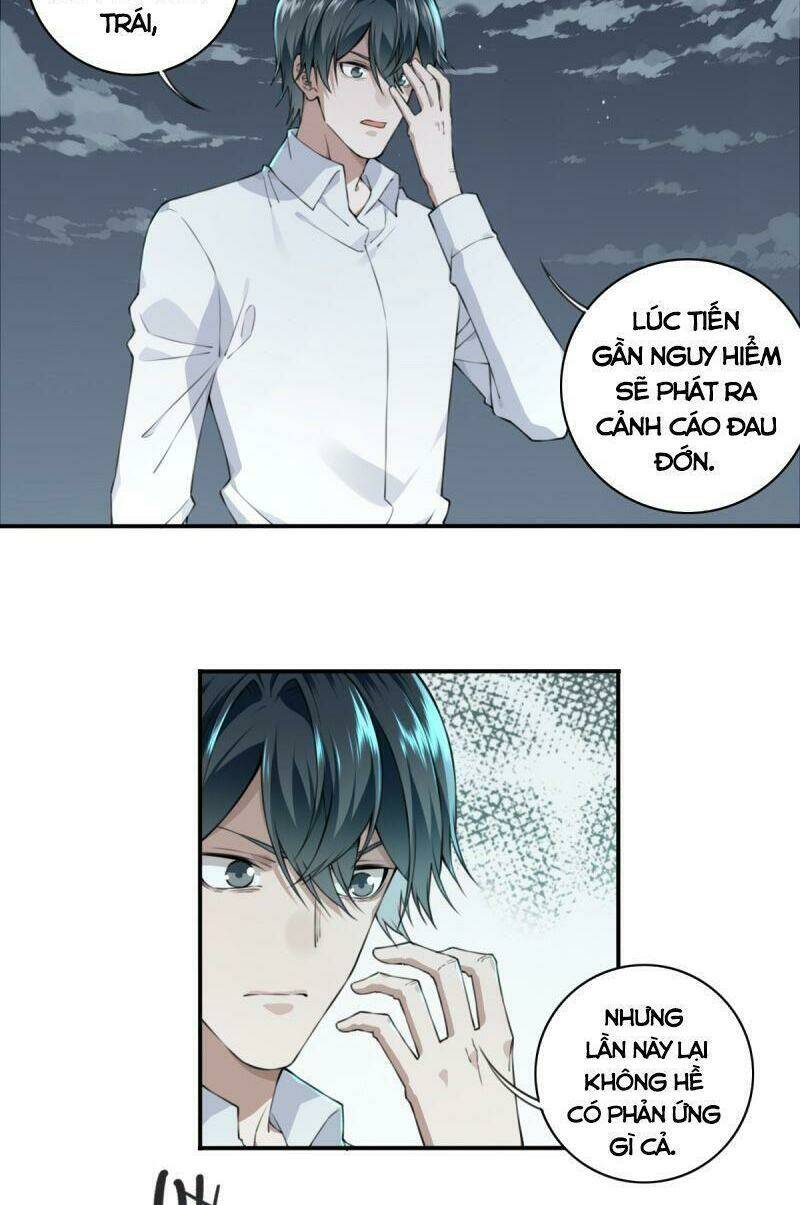 TRÁI,
LÚC TIẾN
GẦN NGUY HIỂM
SẼ PHÁT RA
CẢNH CÁO ĐAU
ĐỚN.
NHƯNG
LẦN NÀY LẠI
KHÔNG HỀ
CÓ PHẢN ỨNG
GÌ CẢ.